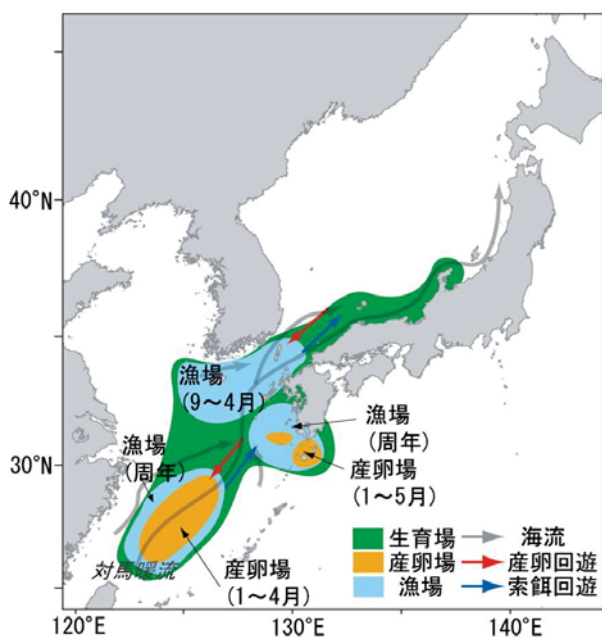 40°N
30°N
120°E
130°E
140°E
漁場
(9～4月)
漁場
(周年)
漁場
(周年)
産卵場
(1～5月)
対馬暖流
産卵場
(1～4月)
生育場
海流
産卵場
産卵回遊
漁場
索餌回遊